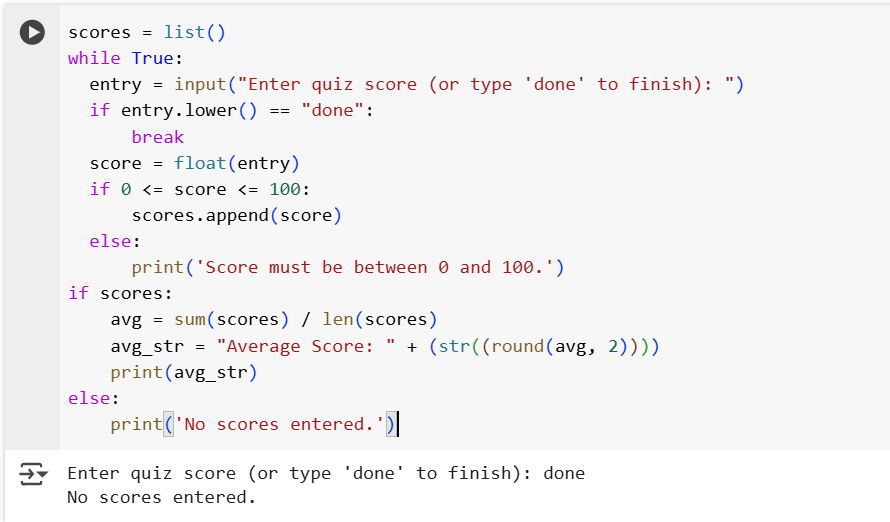 scores = list()
while True:
  entry = input("Enter quiz score (or type 'done' to finish): ")
  if entry.lower() == "done":
      break
  score = float(entry)
  if 0 <= score <= 100:
      scores.append(score)
  else:
      print('Score must be between 0 and 100.')
if scores:
    avg = sum(scores) / len(scores)
    avg_str = "Average Score: " + (str((round(avg, 2))))
    print(avg_str)
else:
    print('No scores entered.')
Enter quiz score (or type 'done' to finish): done
No scores entered.